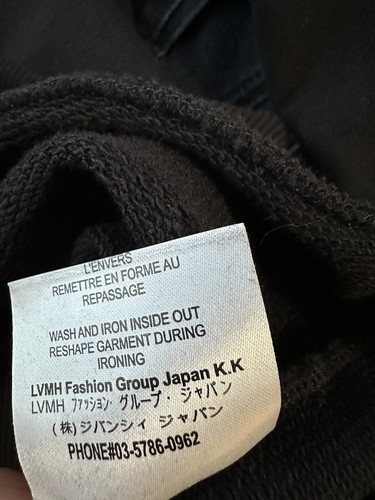 L'ENVERS
REMETTRE EN FORME AU
REPASSAGE
WASH AND IRON INSIDE OUT
RESHAPE GARMENT DURING
IRONING
LVMH Fashion Group Japan K.K
LVMH ファッション・グループ・ジャパン
(株)ジバンシィ ジャパン
PHONE#03-5786-0962